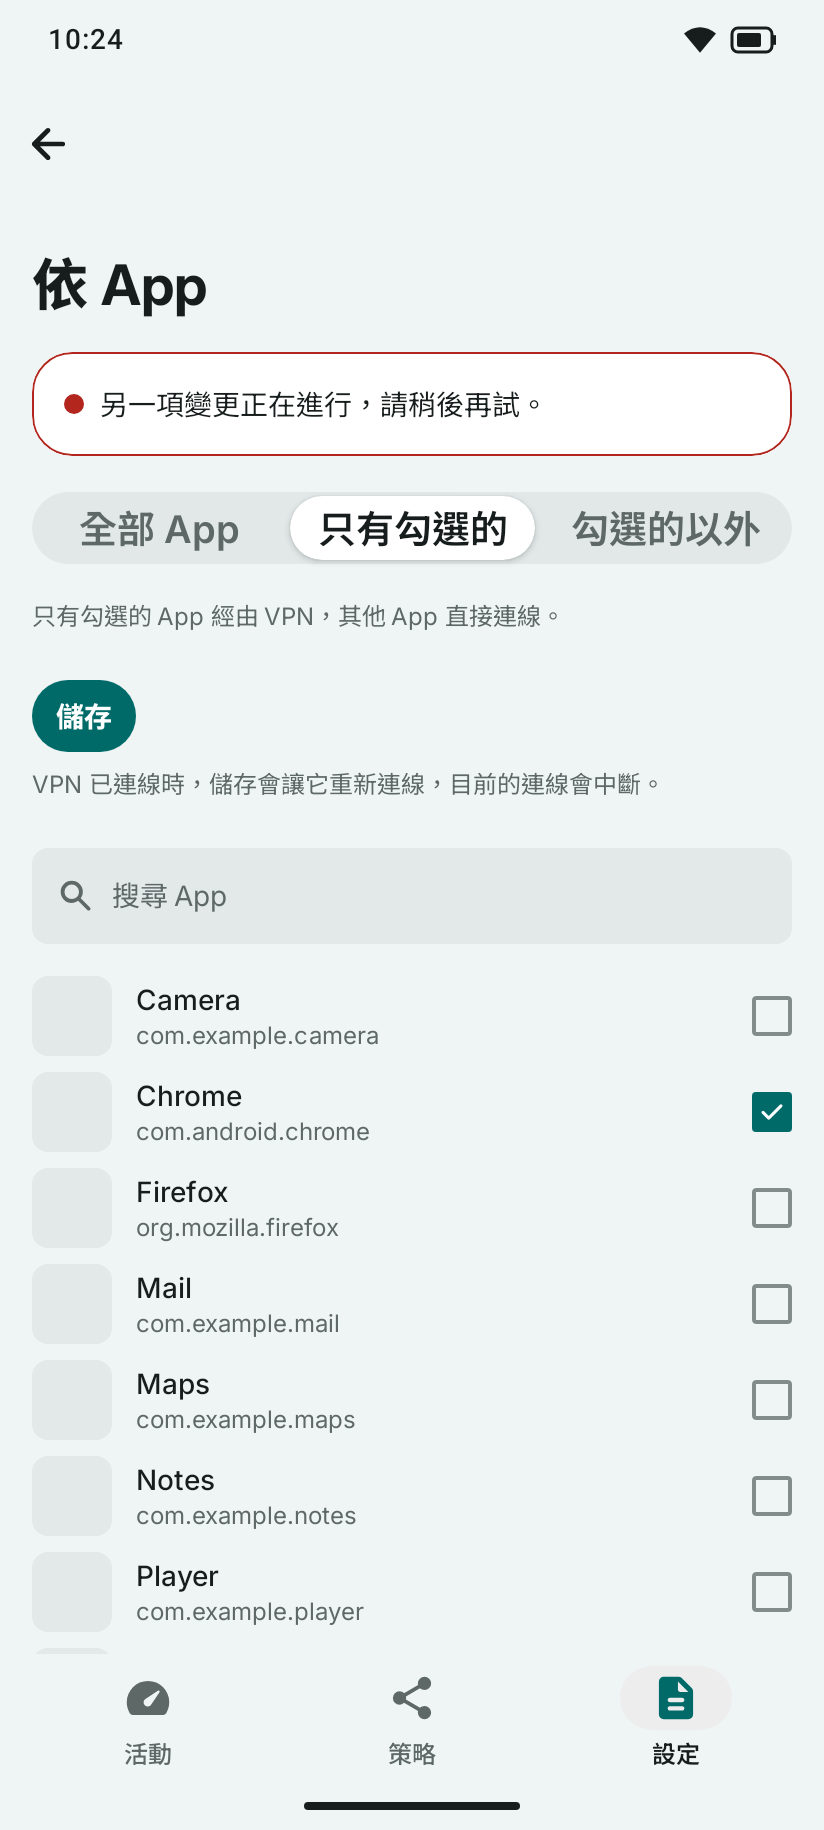 10:24
依 App
另一項變更正在進行，請稍後再試。
全部 App
只有勾選的
勾選的以外
只有勾選的 App 經由 VPN，其他 App 直接連線。
儲存
VPN 已連線時，儲存會讓它重新連線，目前的連線會中斷。
搜尋 App
Camera
com.example.camera
Chrome
com.android.chrome
Firefox
org.mozilla.firefox
Mail
com.example.mail
Maps
com.example.maps
Notes
com.example.notes
Player
com.example.player
活動
策略
設定